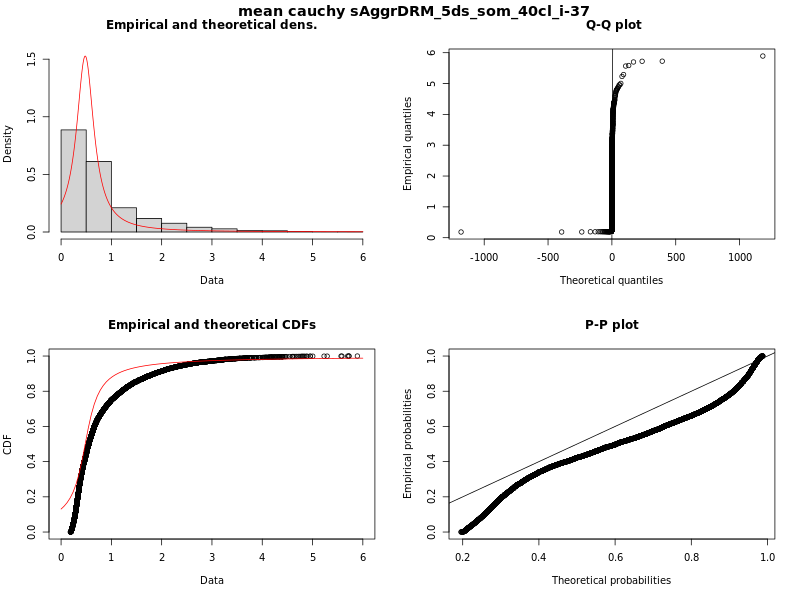 mean cauchy sAggrDRM_5ds_som_40cl_i-37
Empirical and theoretical dens.
Density
0.0 0.5 1.0 1.5
0 1 2 3 4 5 6
Data
Q-Q plot
Empirical quantiles
0 1 2 3 4 5 6
-1000 -500 0 500 1000
Theoretical quantiles
Empirical and theoretical CDFs
CDF
0.0 0.2 0.4 0.6 0.8 1.0
0 1 2 3 4 5 6
Data
P-P plot
Empirical probabilities
0.0 0.2 0.4 0.6 0.8 1.0
0.2 0.4 0.6 0.8 1.0
Theoretical probabilities